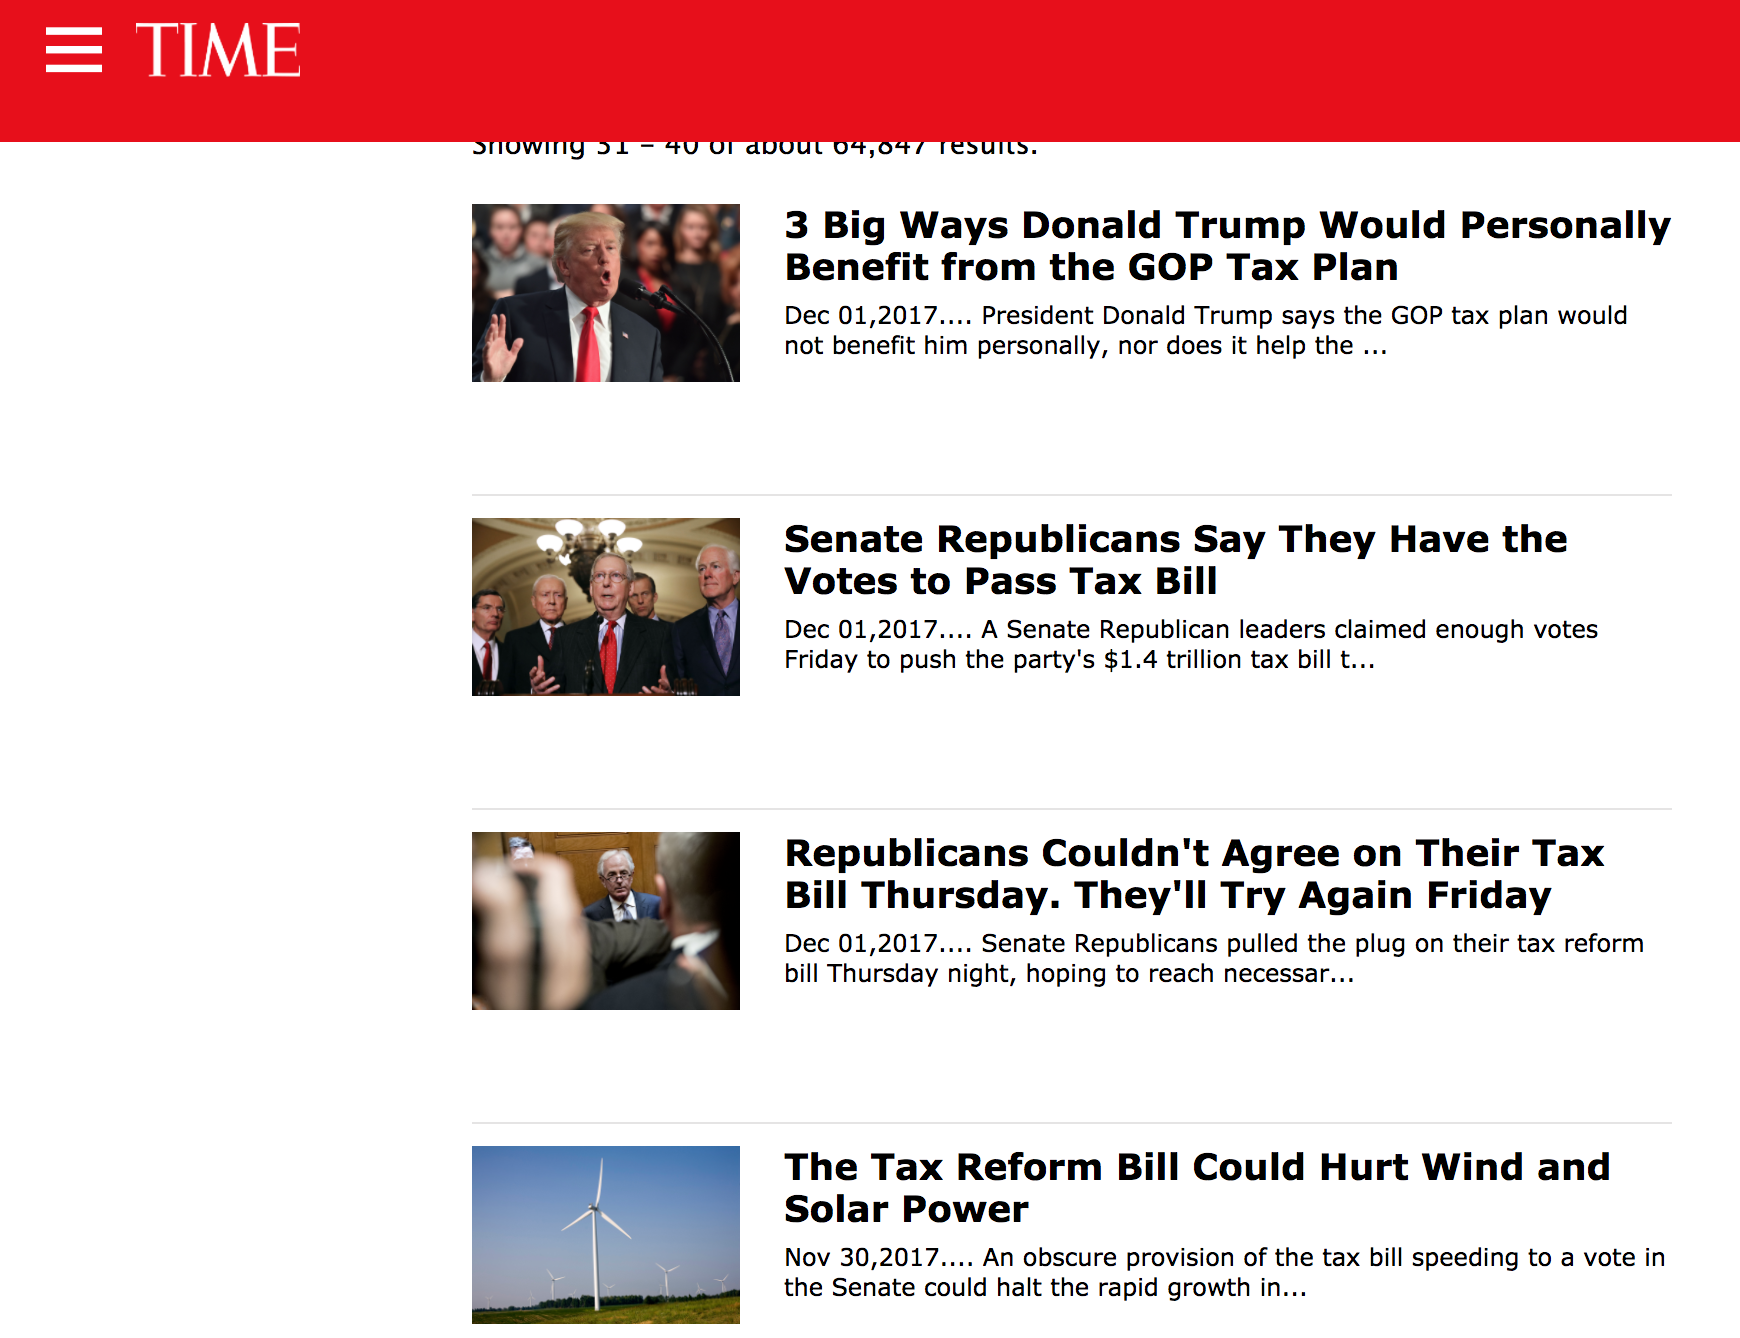 TIME
Showing 31 – 40 of about 64,847 results.
3 Big Ways Donald Trump Would Personally
Benefit from the GOP Tax Plan
Dec 01,2017.... President Donald Trump says the GOP tax plan would
not benefit him personally, nor does it help the ...
Senate Republicans Say They Have the
Votes to Pass Tax Bill
Dec 01,2017.... A Senate Republican leaders claimed enough votes
Friday to push the party's $1.4 trillion tax bill t...
Republicans Couldn't Agree on Their Tax
Bill Thursday. They'll Try Again Friday
Dec 01,2017.... Senate Republicans pulled the plug on their tax reform
bill Thursday night, hoping to reach necessar...
The Tax Reform Bill Could Hurt Wind and
Solar Power
Nov 30,2017.... An obscure provision of the tax bill speeding to a vote in
the Senate could halt the rapid growth in...